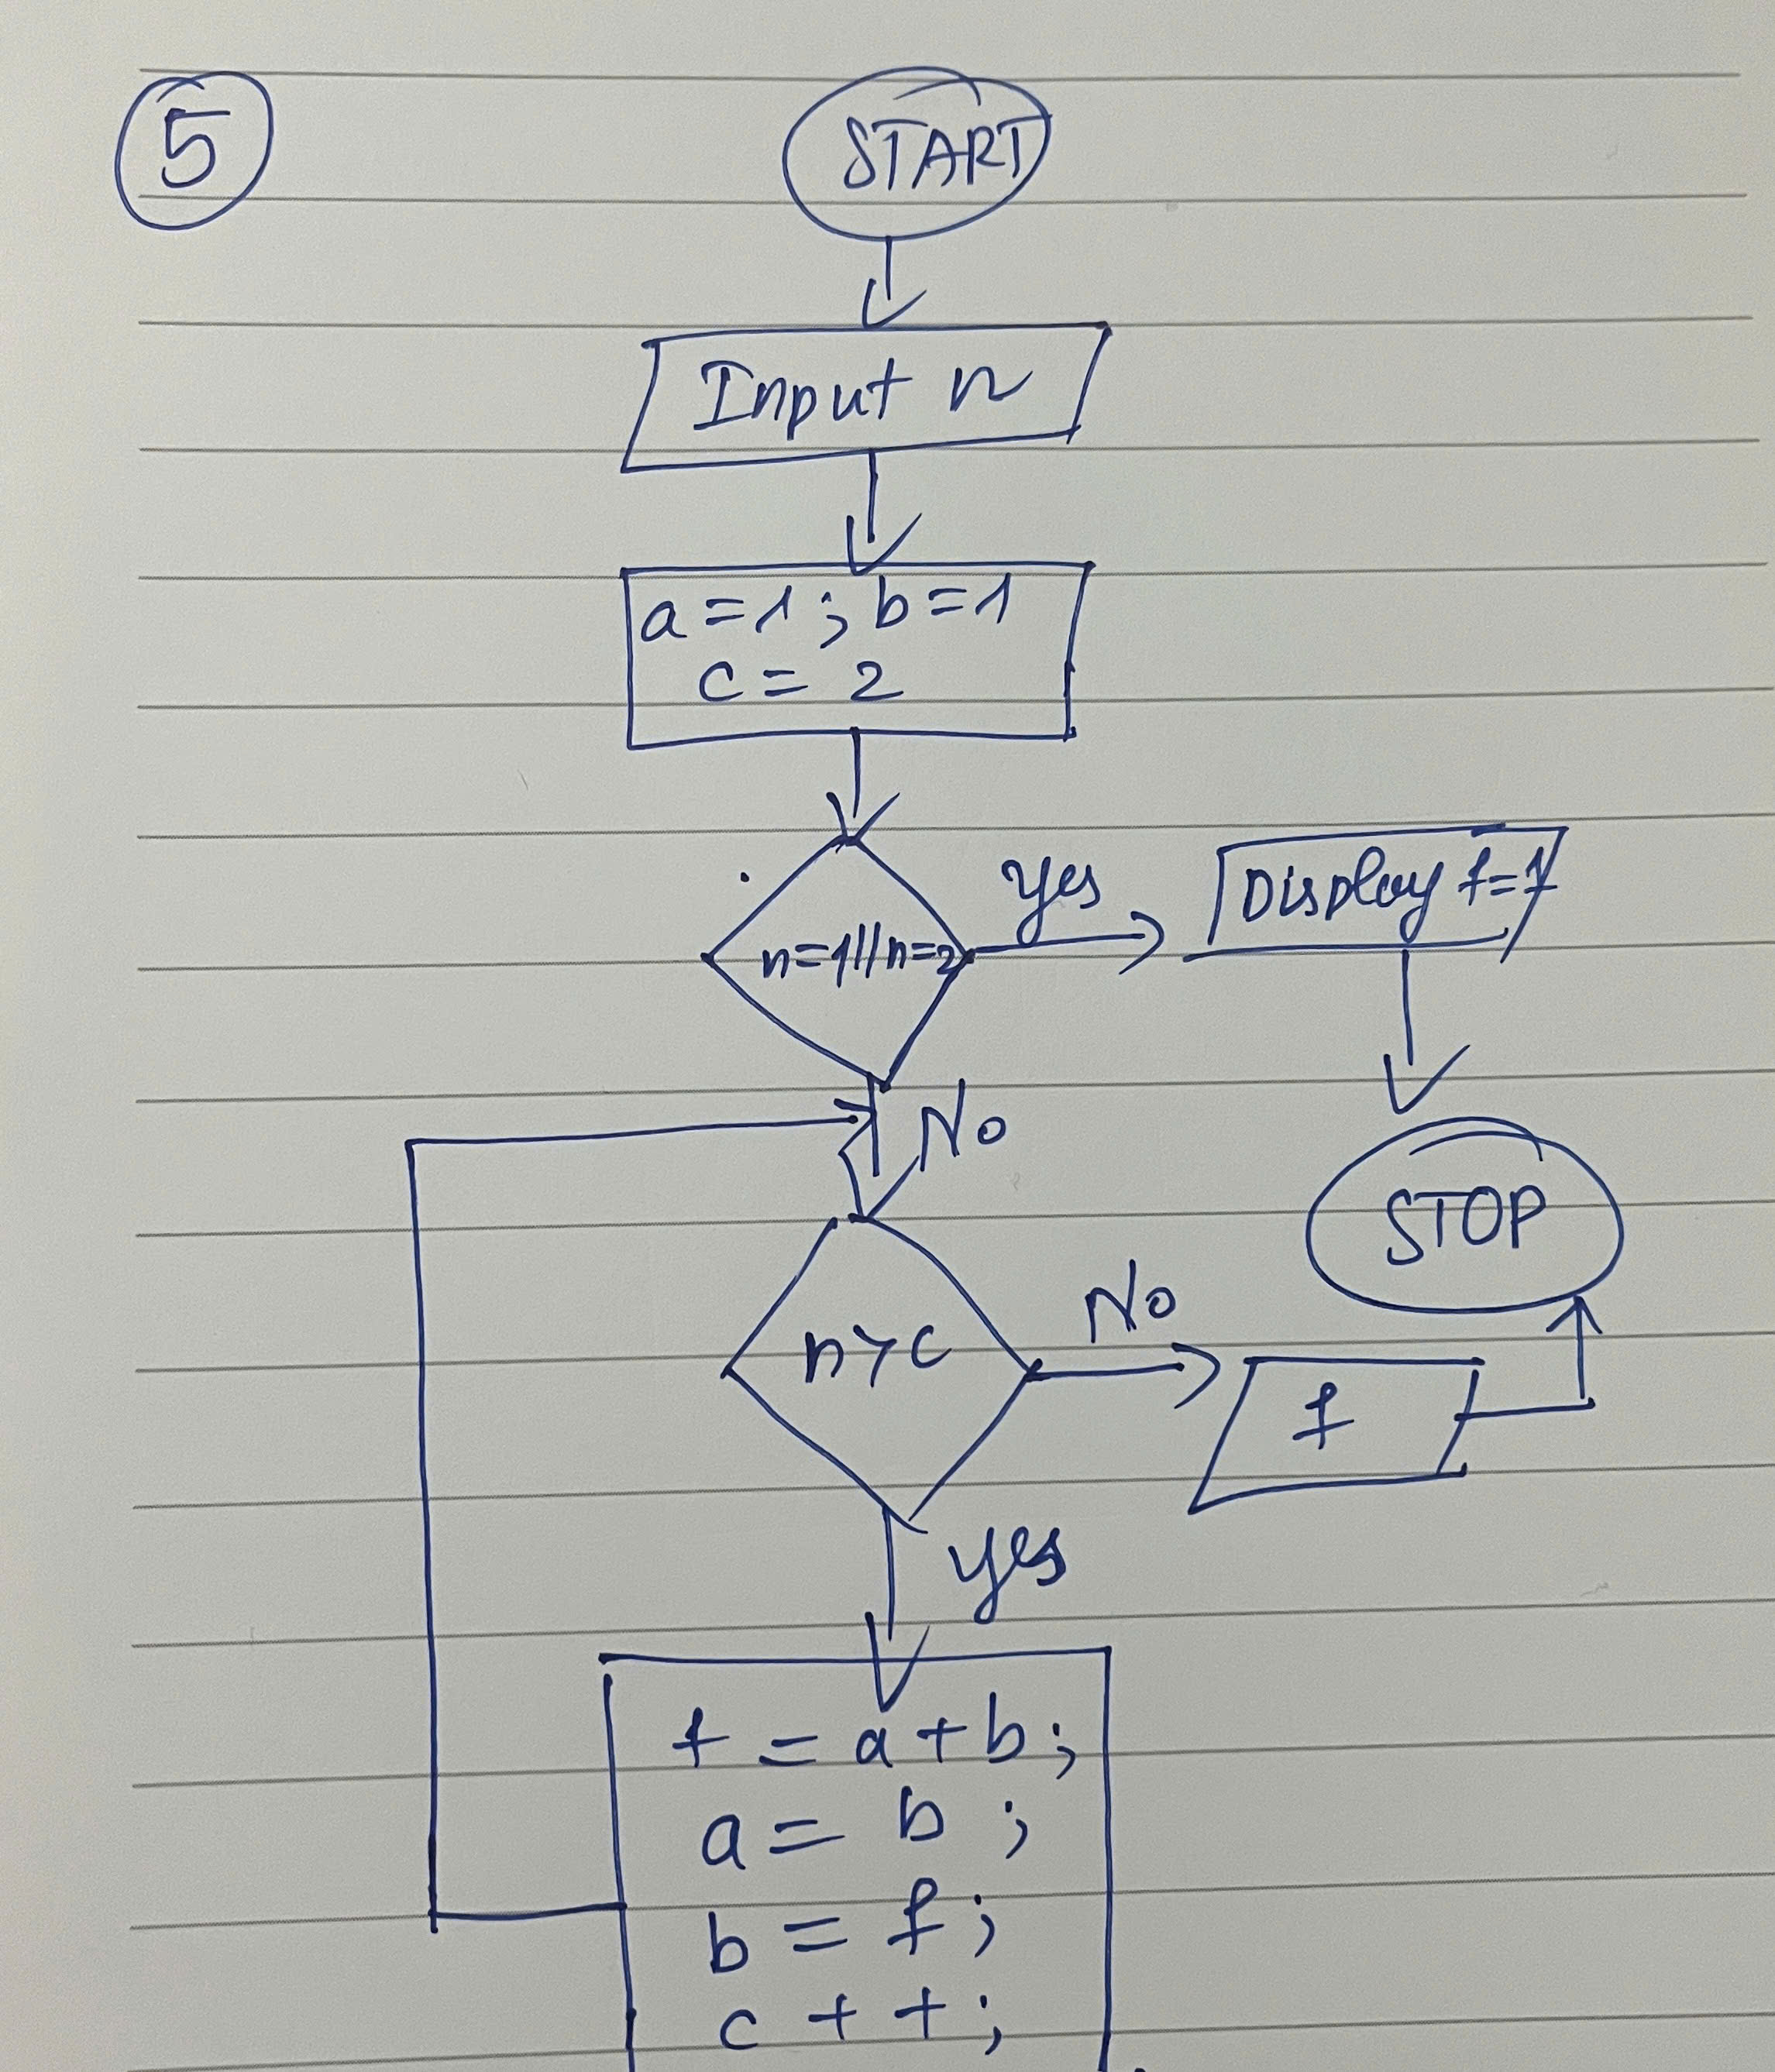 5
START
Input n
a=1; b=1
c= 2
n=1||n=2
Yes
Display f=1
No
STOP
n>c
No
f
yes
f = a+b;
a= b ;
b = f;
c + + ;